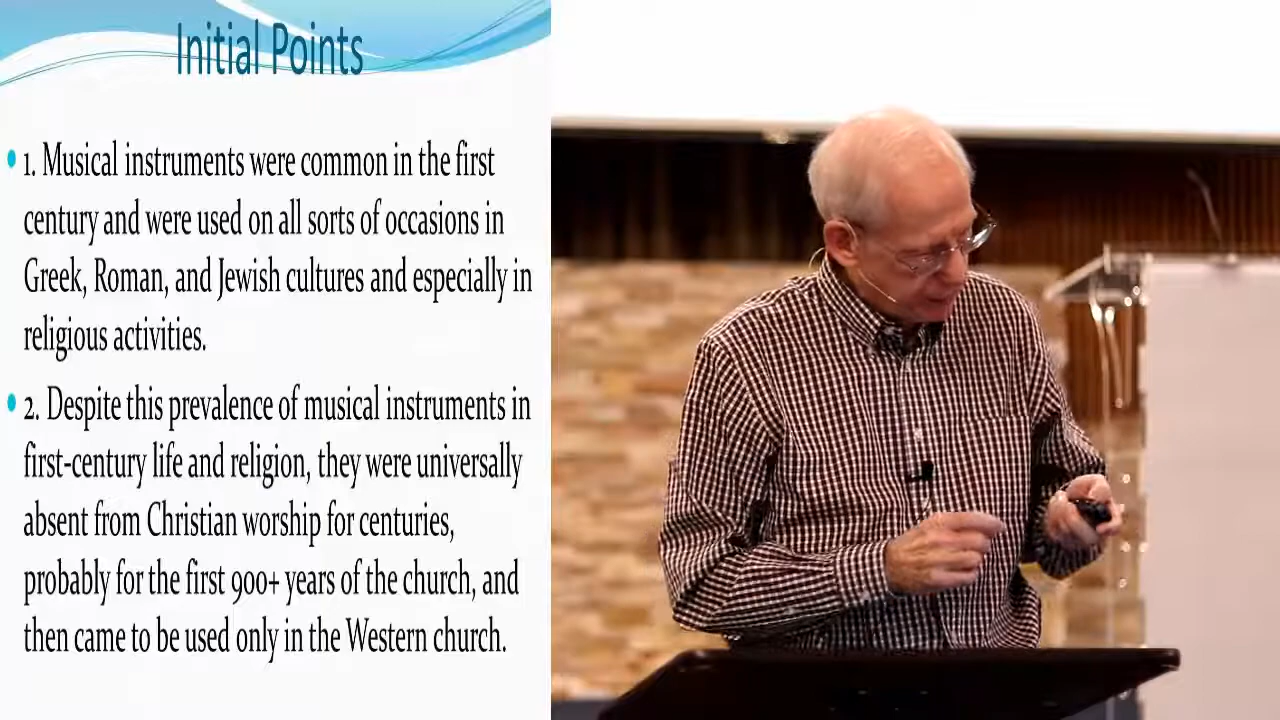 Initial Points
• 1. Musical instruments were common in the first
century and were used on all sorts of occasions in
Greek, Roman, and Jewish cultures and especially in
religious activities.
• 2. Despite this prevalence of musical instruments in
first-century life and religion, they were universally
absent from Christian worship for centuries,
probably for the first 900+ years of the church, and
then came to be used only in the Western church.